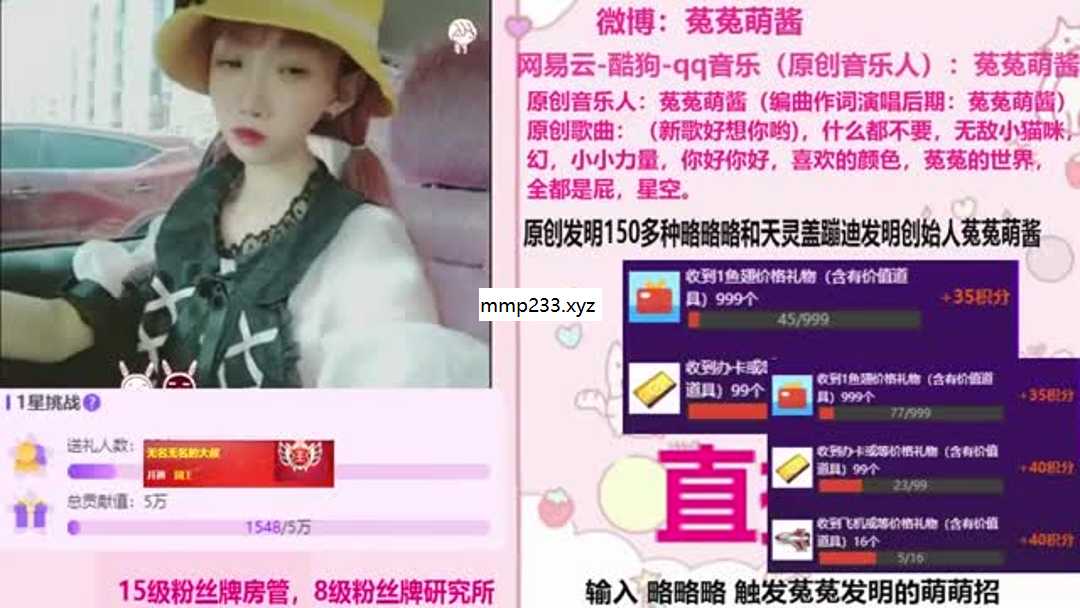 微博：菟菟萌酱
网易云-酷狗-qq音乐（原创音乐人）：菟菟萌酱
原创音乐人：菟菟萌酱（编曲作词演唱后期：菟菟萌酱）
原创歌曲：（新歌好想你哟），什么都不要，无敌小猫咪，
幻，小小力量，你好你好，喜欢的颜色，菟菟的世界，
全都是屁，星空。
原创发明150多种略略略和天灵盖蹦迪发明创始人菟菟萌酱
收到1鱼翅价格礼物（含有价值道
具）999个
+35积分
45/999
mmp233.xyz
收到办卡或
道具）99个
收到1鱼翅价格礼物（含有价值道
具）999个
+35积分
77/999
收到办卡或等价格礼物（含有价值
道具）99个
+40积分
23/99
收到飞机或等价格礼物（含有价值
道具）16个
+40积分
5/16
直
1星挑战?
送礼人数：
无名无名的大叔
开通 国王
总贡献值：5万
1548/5万
15级粉丝牌房管，8级粉丝牌研究所
输入 略略略 触发菟菟发明的萌萌招